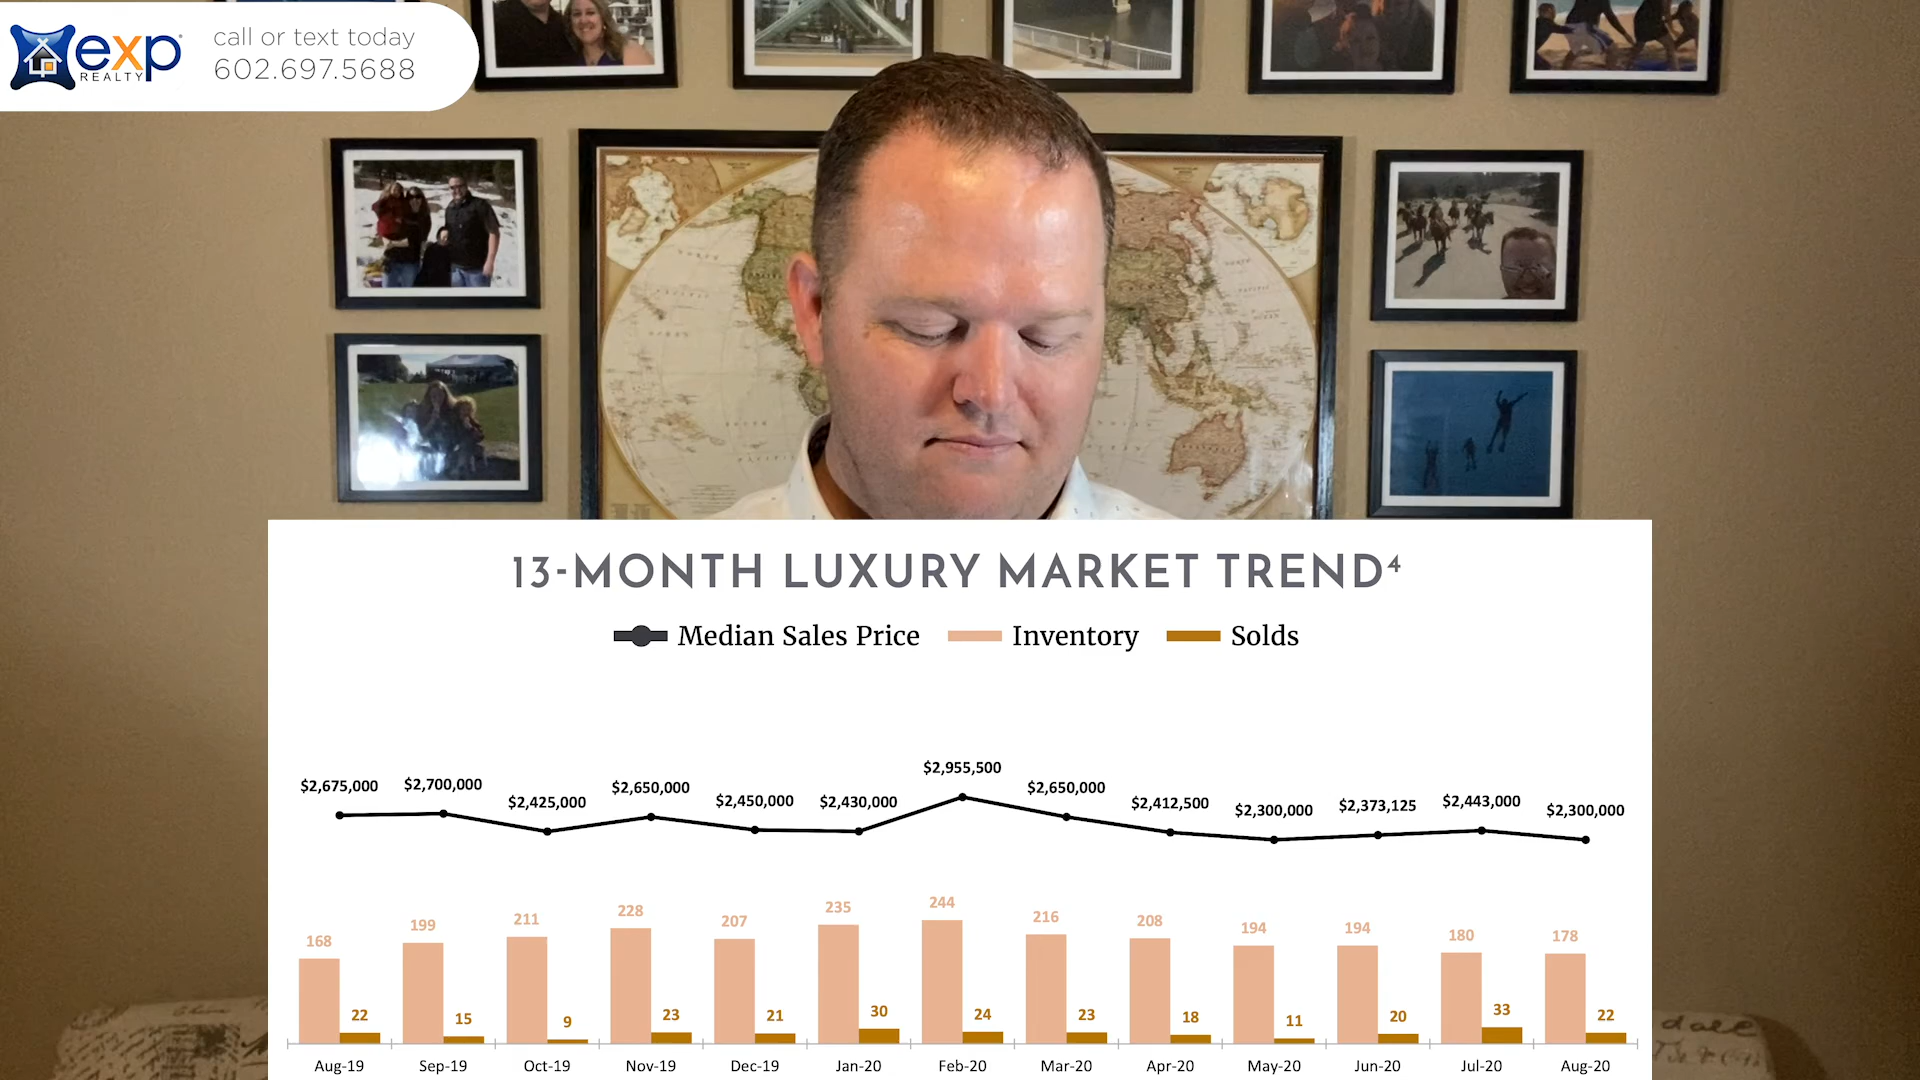 exp
REALTY
call or text today
602.697.5688
13-MONTH LUXURY MARKET TREND⁴
Median Sales Price Inventory Solds
$2,675,000 $2,700,000 $2,425,000 $2,650,000 $2,450,000 $2,430,000 $2,955,500 $2,650,000 $2,412,500 $2,300,000 $2,373,125 $2,443,000 $2,300,000
168 199 211 228 207 235 244 216 208 194 194 180 178
22 15 9 23 21 30 24 23 18 11 20 33 22
Aug-19 Sep-19 Oct-19 Nov-19 Dec-19 Jan-20 Feb-20 Mar-20 Apr-20 May-20 Jun-20 Jul-20 Aug-20